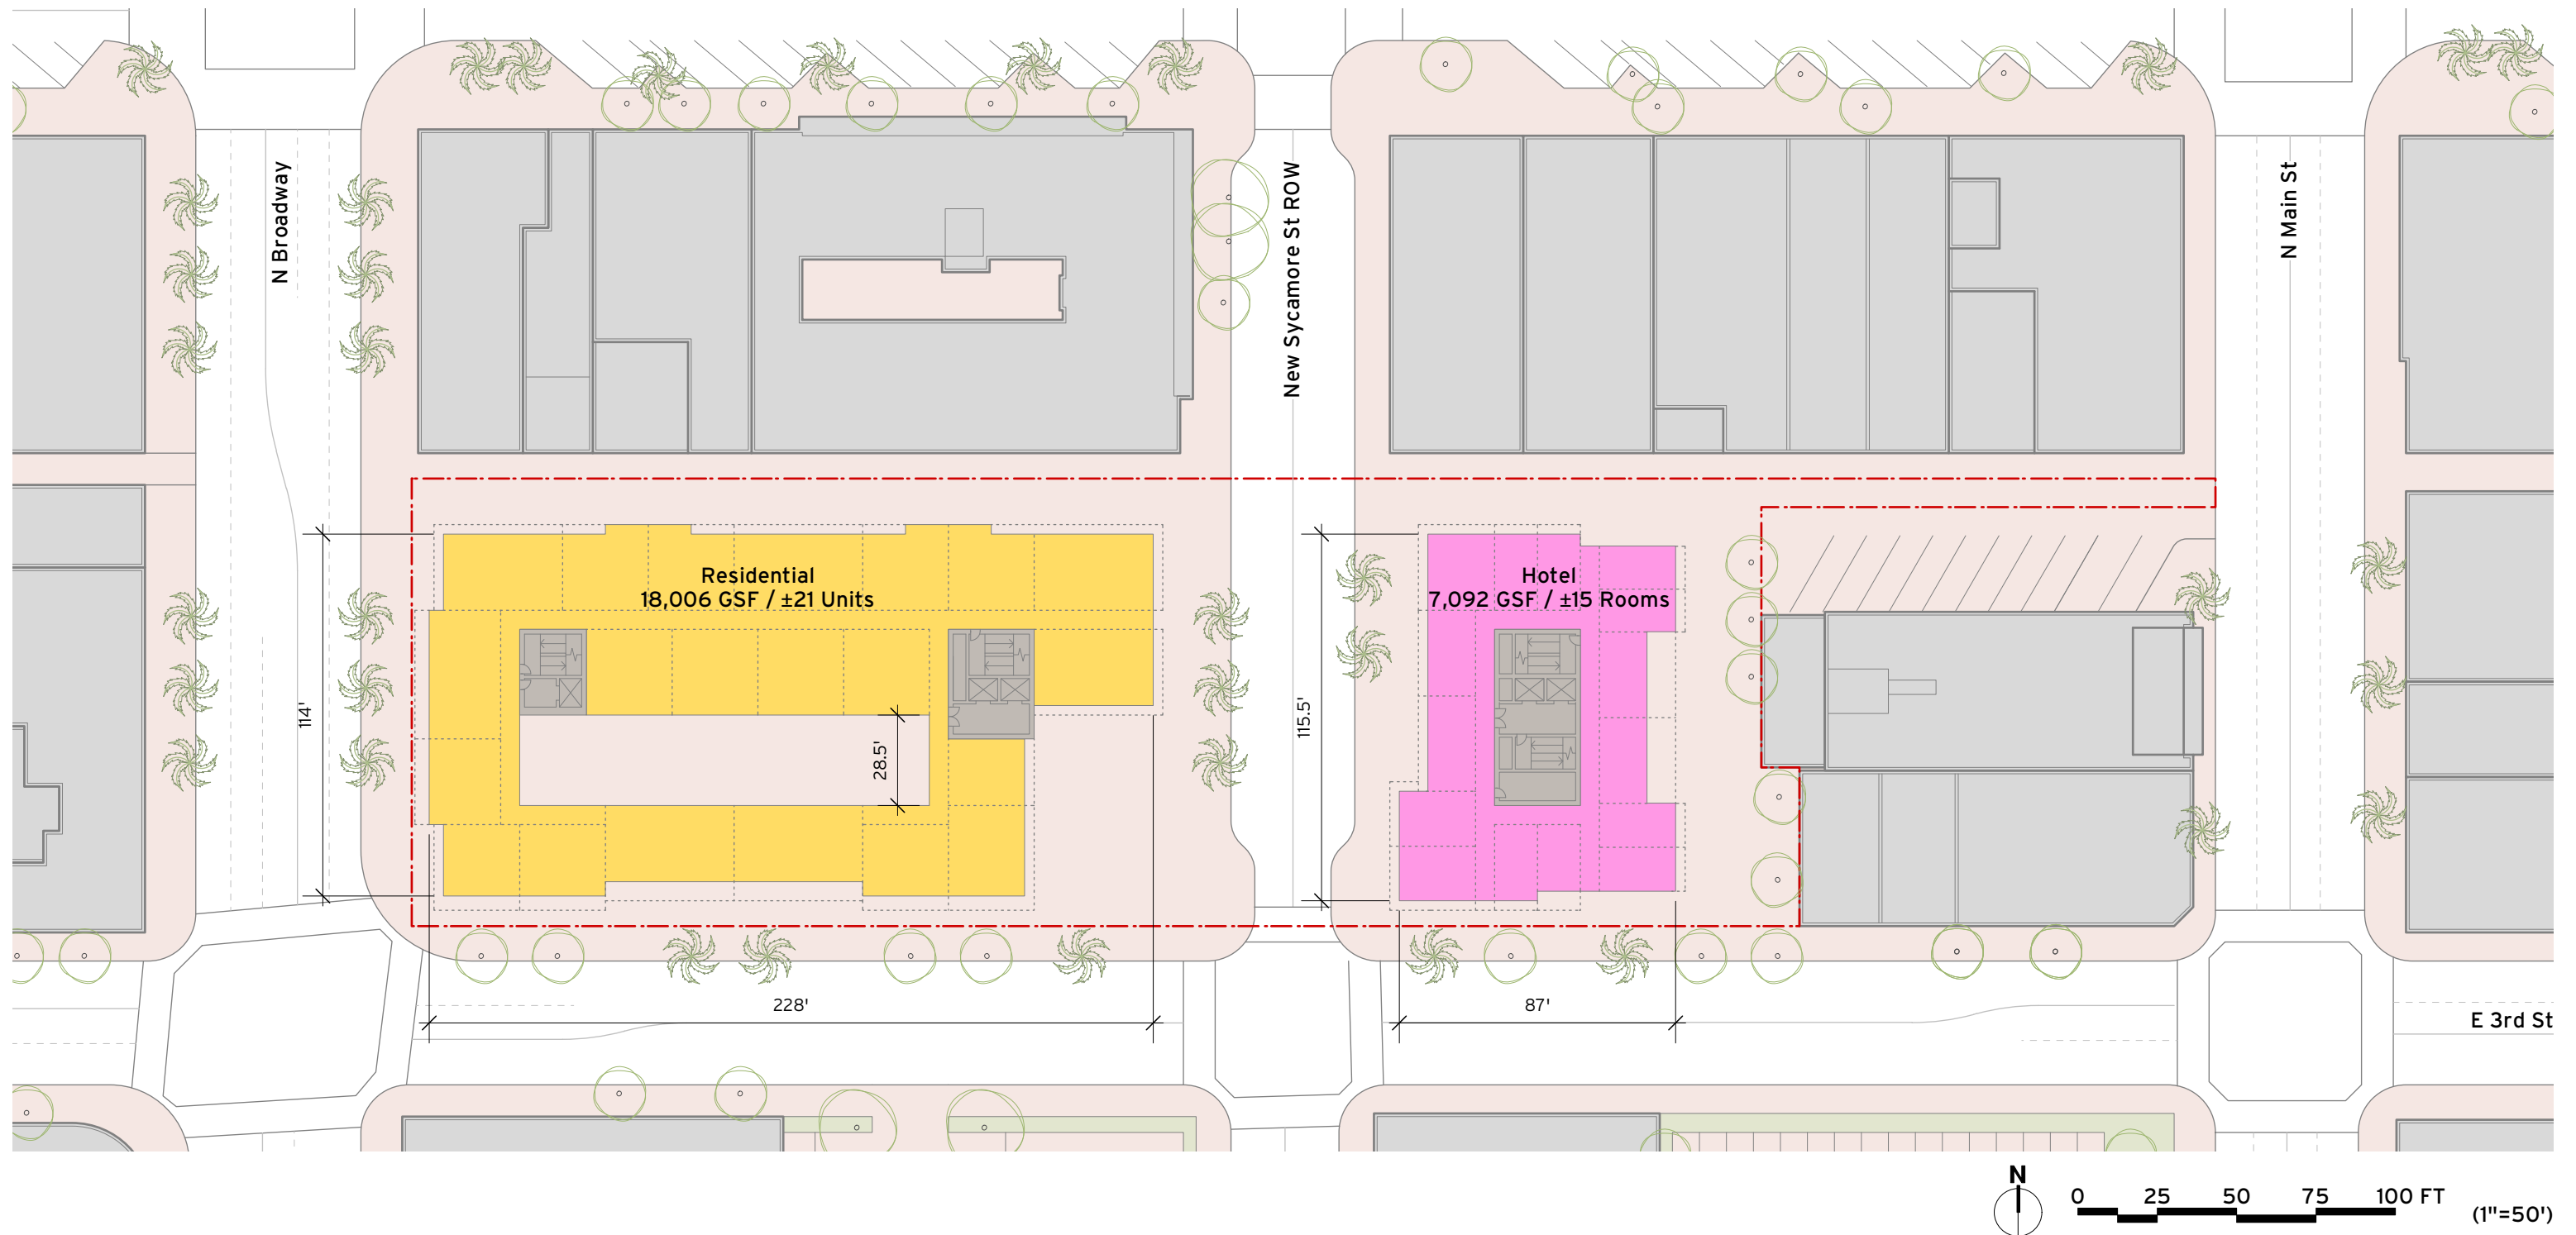 N Broadway
New Sycamore St ROW
N Main St
Residential
18,006 GSF / ±21 Units
Hotel
7,092 GSF / ±15 Rooms
114'
28.5'
115.5'
228'
87'
E 3rd St
N
0 25 50 75 100 FT
(1"=50')